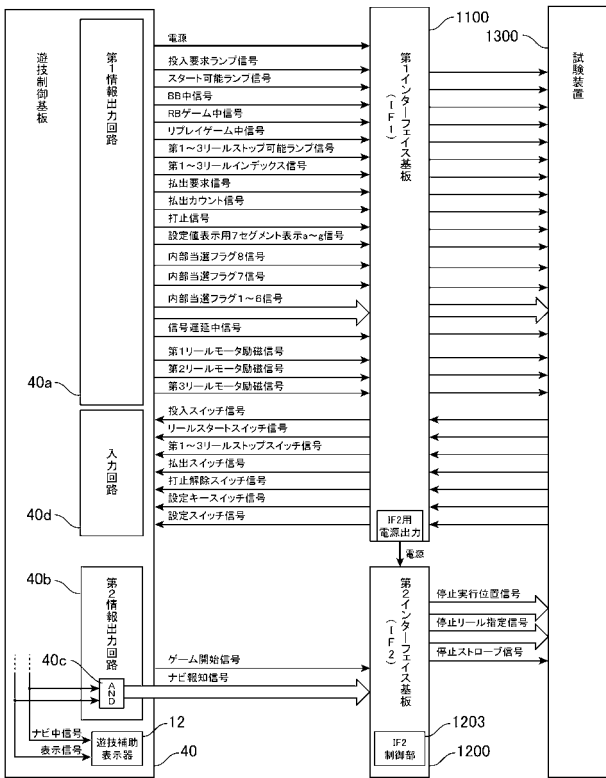 遊技制御基板
第1情報出力回路
40a
電源
投入要求ランプ信号
スタート可能ランプ信号
BB中信号
RBゲーム中信号
リプレイゲーム中信号
第1～3リールストップ可能ランプ信号
第1～3リールインデックス信号
払出要求信号
払出カウント信号
打止信号
設定値表示用7セグメント表示a～g信号
内部当選フラグ8信号
内部当選フラグ7信号
内部当選フラグ1～6信号
信号遅延中信号
第1リールモータ励磁信号
第2リールモータ励磁信号
第3リールモータ励磁信号
入力回路
40d
投入スイッチ信号
リールスタートスイッチ信号
第1～3リールストップスイッチ信号
払出スイッチ信号
打止解除スイッチ信号
設定キースイッチ信号
設定スイッチ信号
1100
第1インターフェイス基板
(IF1)
IF2用
電源出力
電源
1300
試験装置
40b
第2情報出力回路
40c
AND
ゲーム開始信号
ナビ報知信号
12
ナビ中信号
表示信号
遊技補助
表示器
40
第2インターフェイス基板
(IF2)
停止実行位置信号
停止リール指定信号
停止ストローブ信号
1203
IF2
制御部
1200